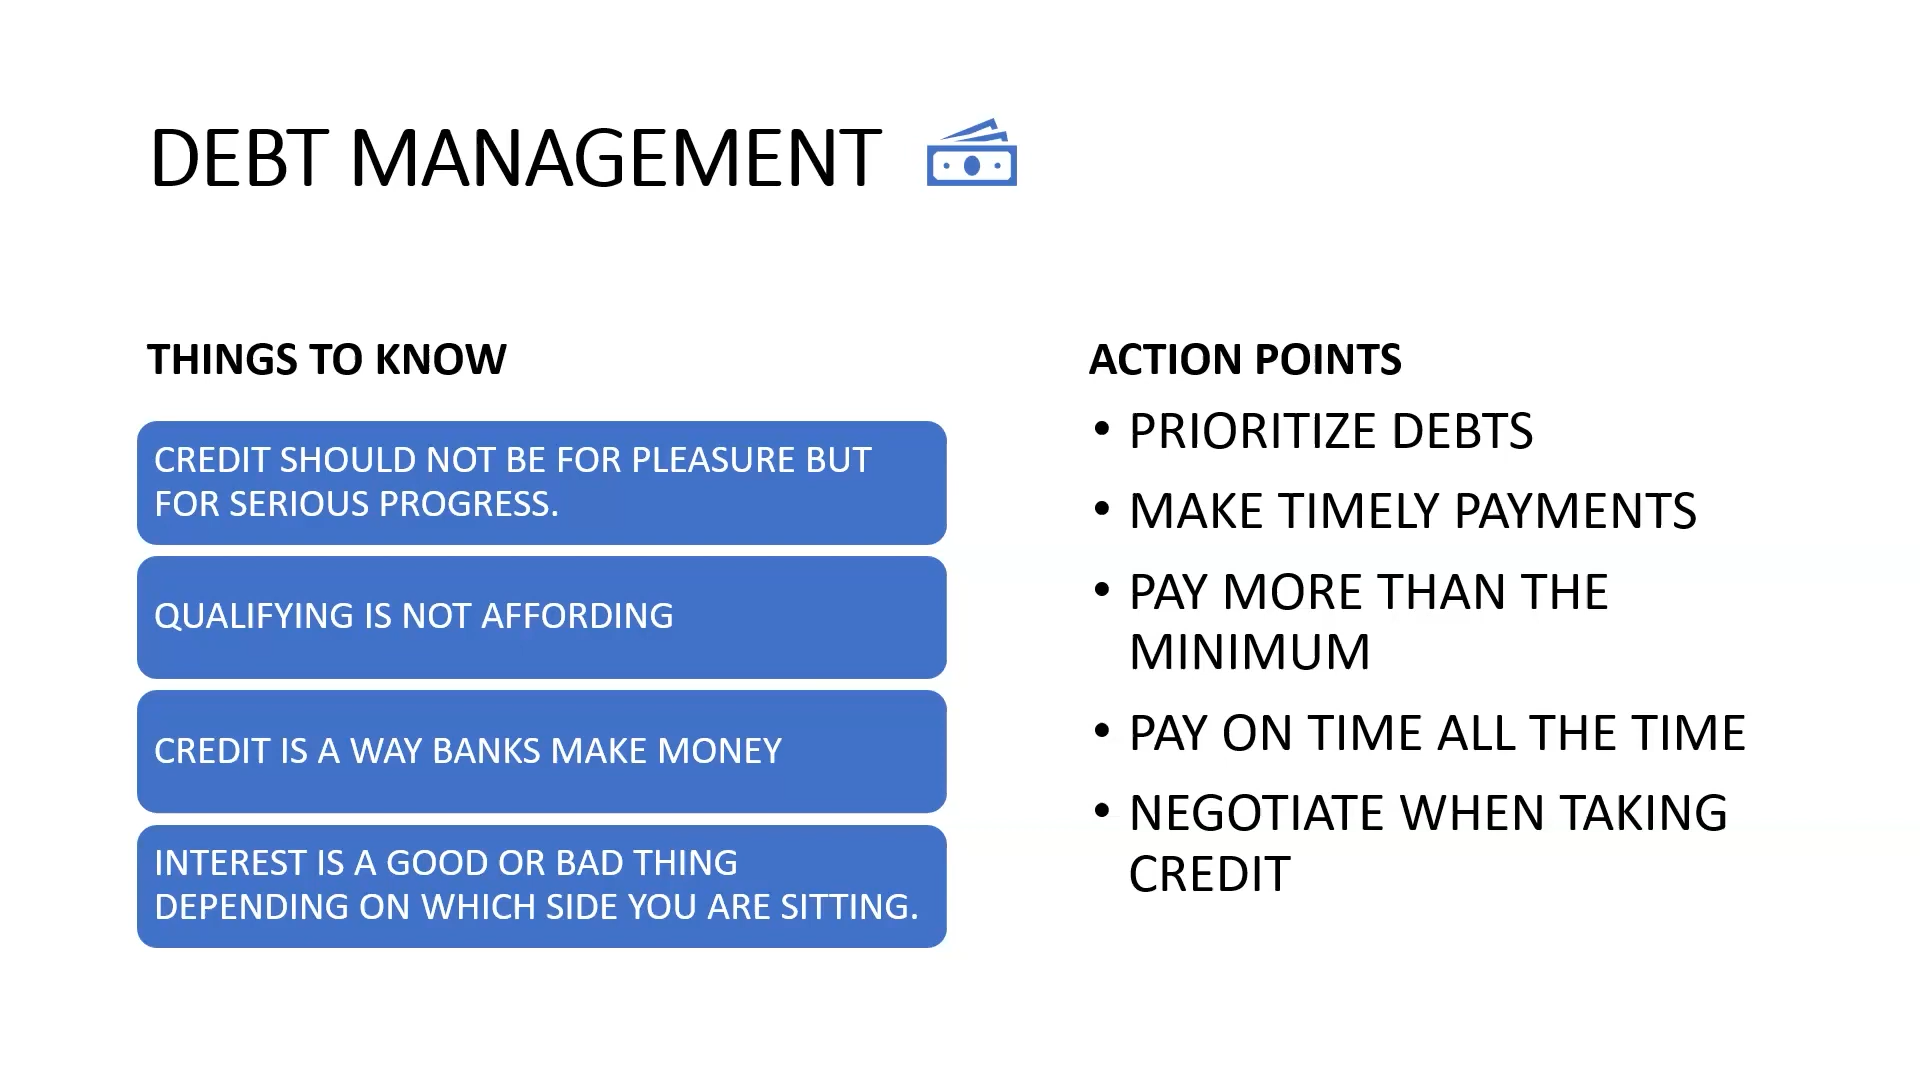 DEBT MANAGEMENT
THINGS TO KNOW
CREDIT SHOULD NOT BE FOR PLEASURE BUT
FOR SERIOUS PROGRESS.
QUALIFYING IS NOT AFFORDING
CREDIT IS A WAY BANKS MAKE MONEY
INTEREST IS A GOOD OR BAD THING
DEPENDING ON WHICH SIDE YOU ARE SITTING.
ACTION POINTS
• PRIORITIZE DEBTS
• MAKE TIMELY PAYMENTS
• PAY MORE THAN THE
MINIMUM
• PAY ON TIME ALL THE TIME
• NEGOTIATE WHEN TAKING
CREDIT